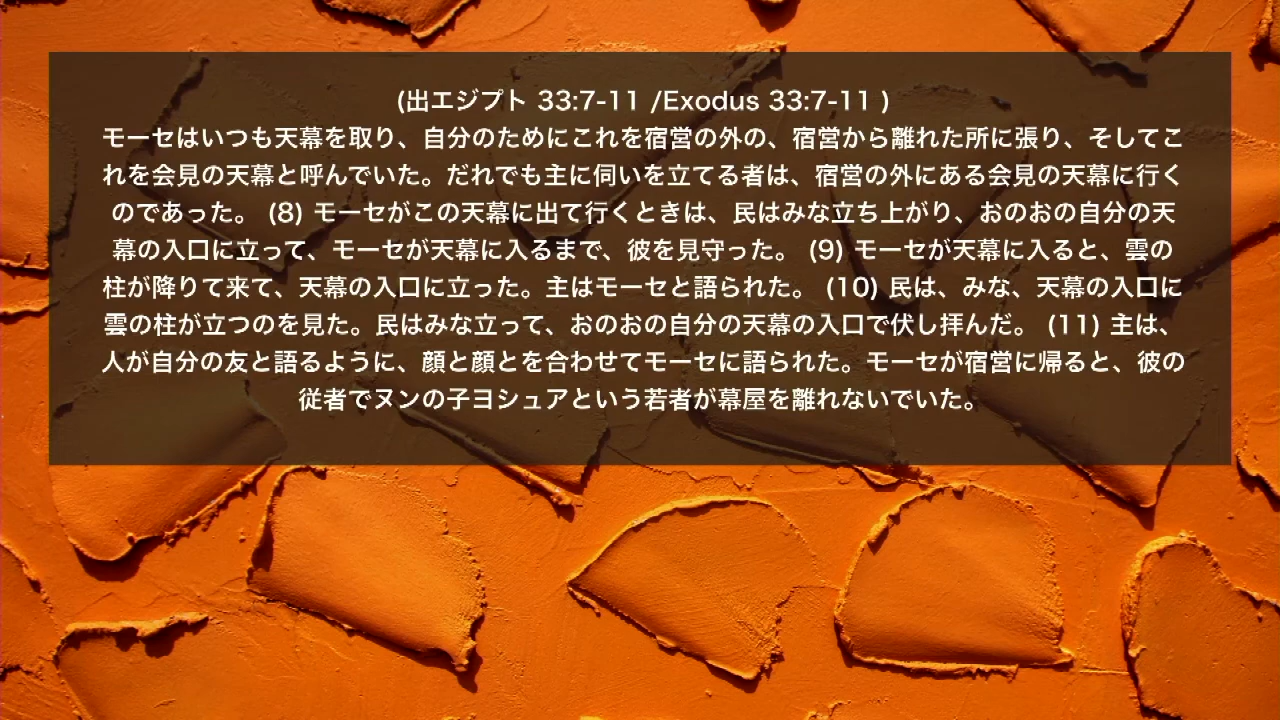 (出エジプト 33:7-11 /Exodus 33:7-11 )
モーセはいつも天幕を取り、自分のためにこれを宿営の外の、宿営から離れた所に張り、そしてこ
れを会見の天幕と呼んでいた。だれでも主に伺いを立てる者は、宿営の外にある会見の天幕に行く
のであった。 (8) モーセがこの天幕に出て行くときは、民はみな立ち上がり、おのおの自分の天
幕の入口に立って、モーセが天幕に入るまで、彼を見守った。 (9) モーセが天幕に入ると、雲の
柱が降りて来て、天幕の入口に立った。主はモーセと語られた。 (10) 民は、みな、天幕の入口に
雲の柱が立つのを見た。民はみな立って、おのおの自分の天幕の入口で伏し拝んだ。 (11) 主は、
人が自分の友と語るように、顔と顔とを合わせてモーセに語られた。モーセが宿営に帰ると、彼の
従者でヌンの子ヨシュアという若者が幕屋を離れないでいた。